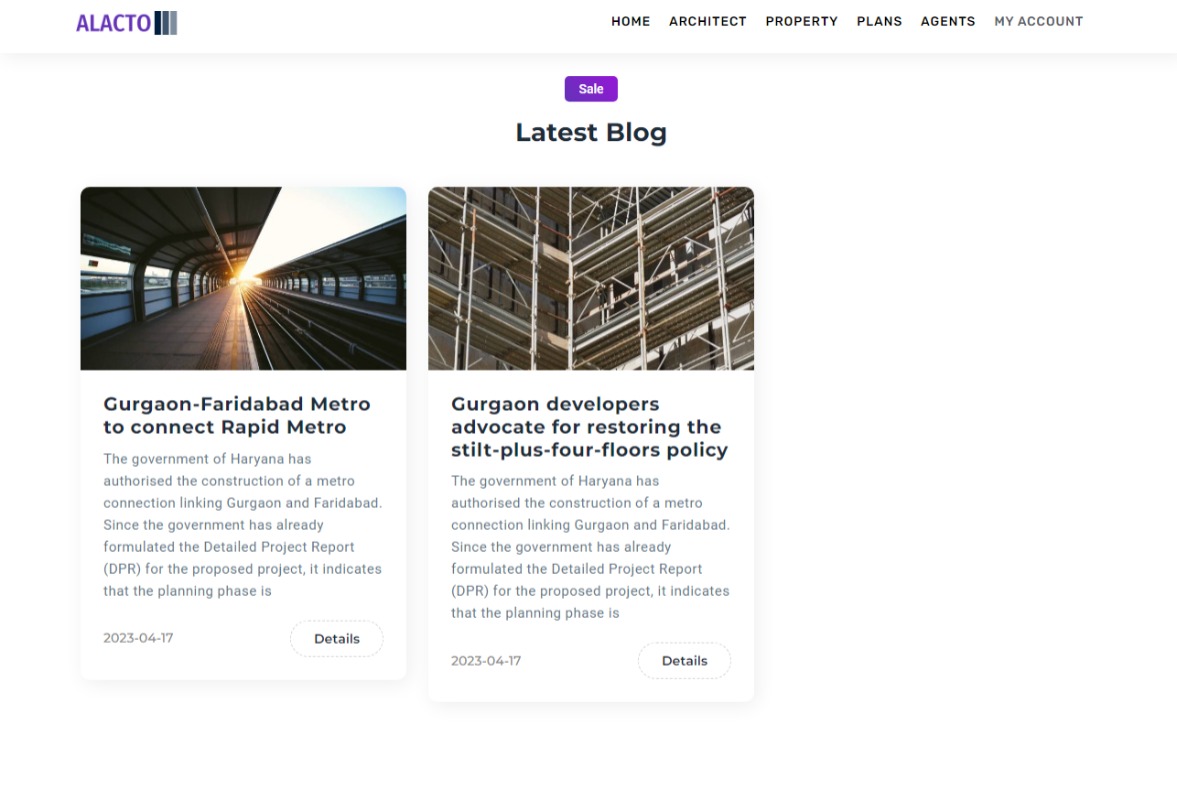 ALACTO
HOME ARCHITECT PROPERTY PLANS AGENTS MY ACCOUNT
Sale
Latest Blog
Gurgaon-Faridabad Metro
to connect Rapid Metro
The government of Haryana has
authorised the construction of a metro
connection linking Gurgaon and Faridabad.
Since the government has already
formulated the Detailed Project Report
(DPR) for the proposed project, it indicates
that the planning phase is
2023-04-17
Details
Gurgaon developers
advocate for restoring the
stilt-plus-four-floors policy
The government of Haryana has
authorised the construction of a metro
connection linking Gurgaon and Faridabad.
Since the government has already
formulated the Detailed Project Report
(DPR) for the proposed project, it indicates
that the planning phase is
2023-04-17
Details